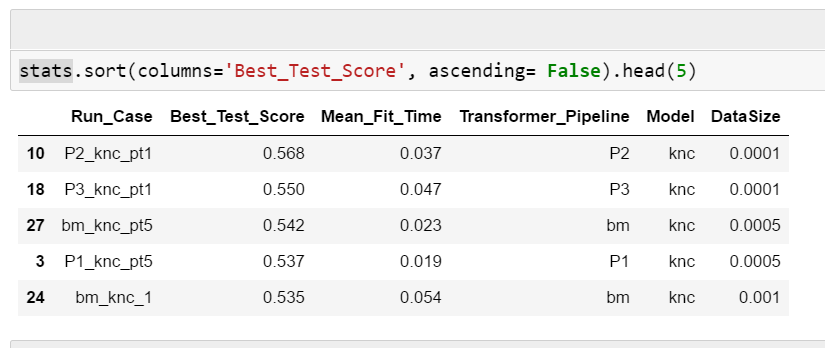 stats.sort(columns='Best_Test_Score', ascending= False).head(5)
Run_Case Best_Test_Score Mean_Fit_Time Transformer_Pipeline Model DataSize
10 P2_knc_pt1 0.568 0.037 P2 knc 0.0001
18 P3_knc_pt1 0.550 0.047 P3 knc 0.0001
27 bm_knc_pt5 0.542 0.023 bm knc 0.0005
3 P1_knc_pt5 0.537 0.019 P1 knc 0.0005
24 bm_knc_1 0.535 0.054 bm knc 0.001